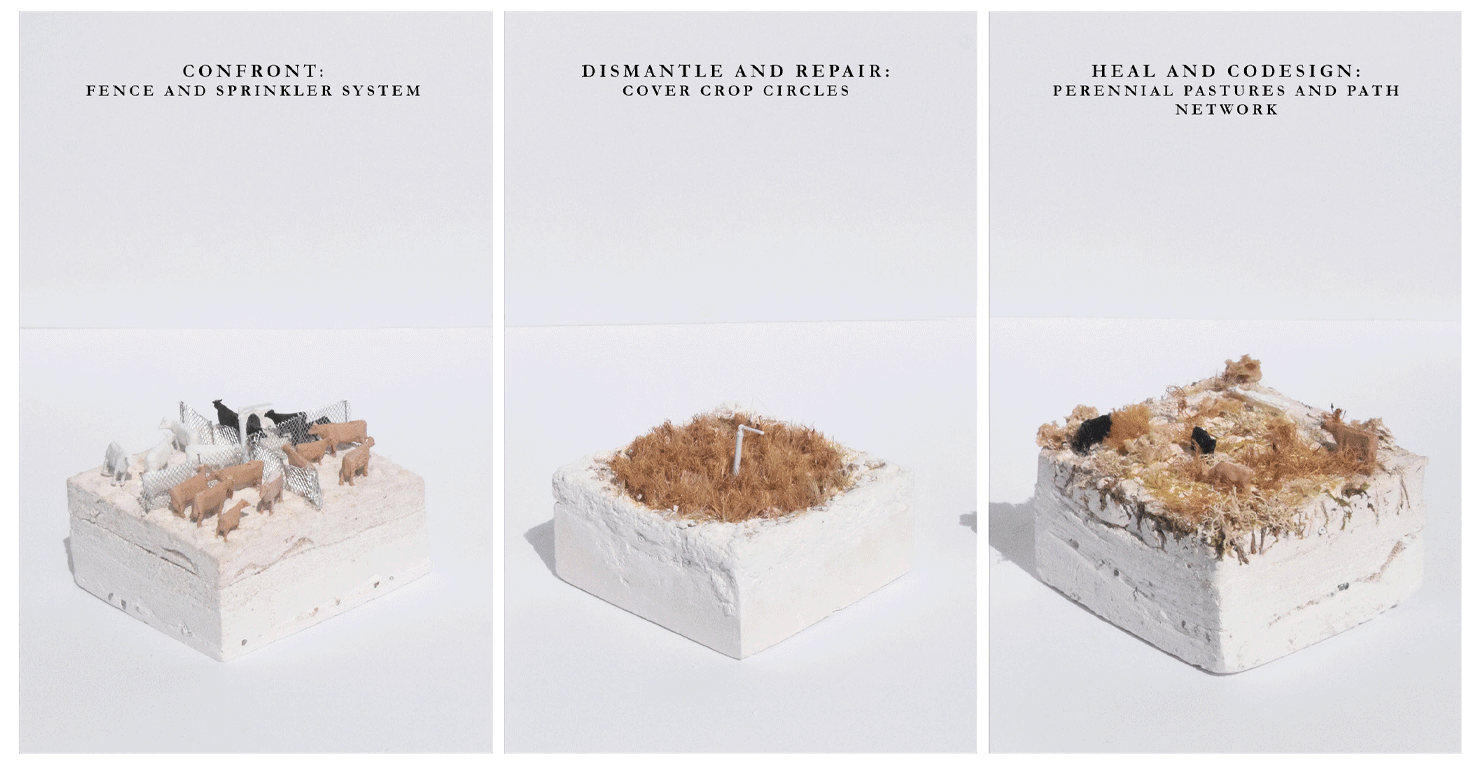 CONFRONT:
FENCE AND SPRINKLER SYSTEM
DISMANTLE AND REPAIR:
COVER CROP CIRCLES
HEAL AND CODESIGN:
PERENNIAL PASTURES AND PATH
NETWORK